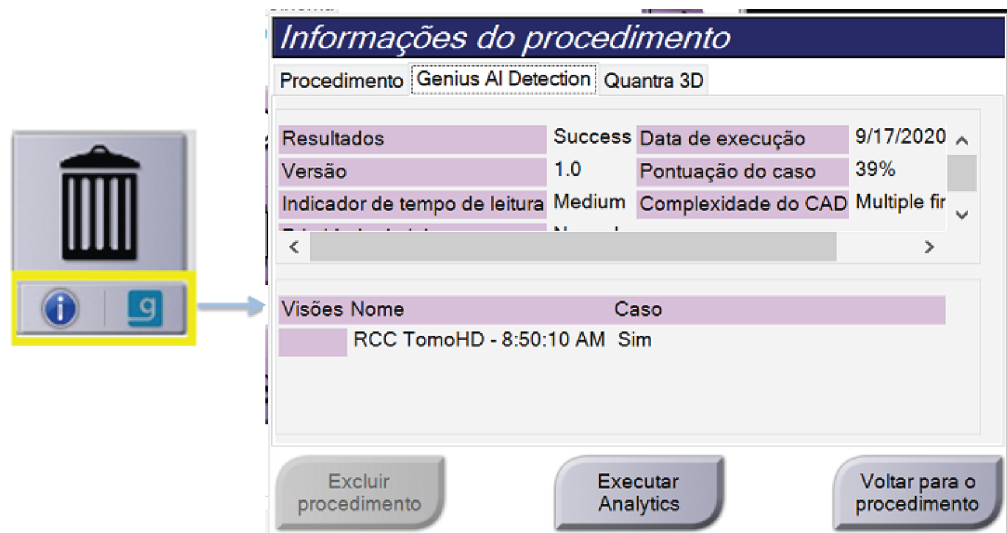 Informações do procedimento
Procedimento Genius AI Detection Quantra 3D
Resultados Success Data de execução 9/17/2020
Versão 1.0 Pontuação do caso 39%
Indicador de tempo de leitura Medium Complexidade do CAD Multiple fir
i g
Visões Nome Caso
RCC TomoHD - 8:50:10 AM Sim
Excluir procedimento
Executar Analytics
Voltar para o procedimento